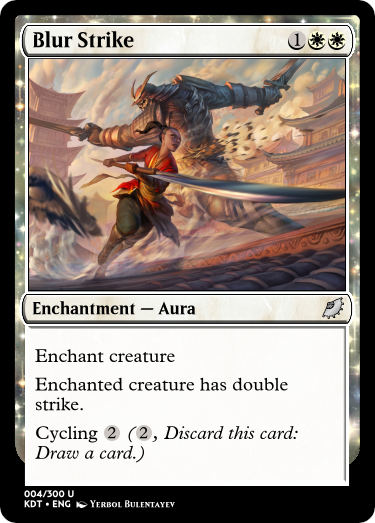 Blur Strike 1
Enchantment — Aura
Enchant creature
Enchanted creature has double
strike.
Cycling 2 (2, Discard this card:
Draw a card.)
004/300 U
KDT • ENG Yerbol Bulentayev